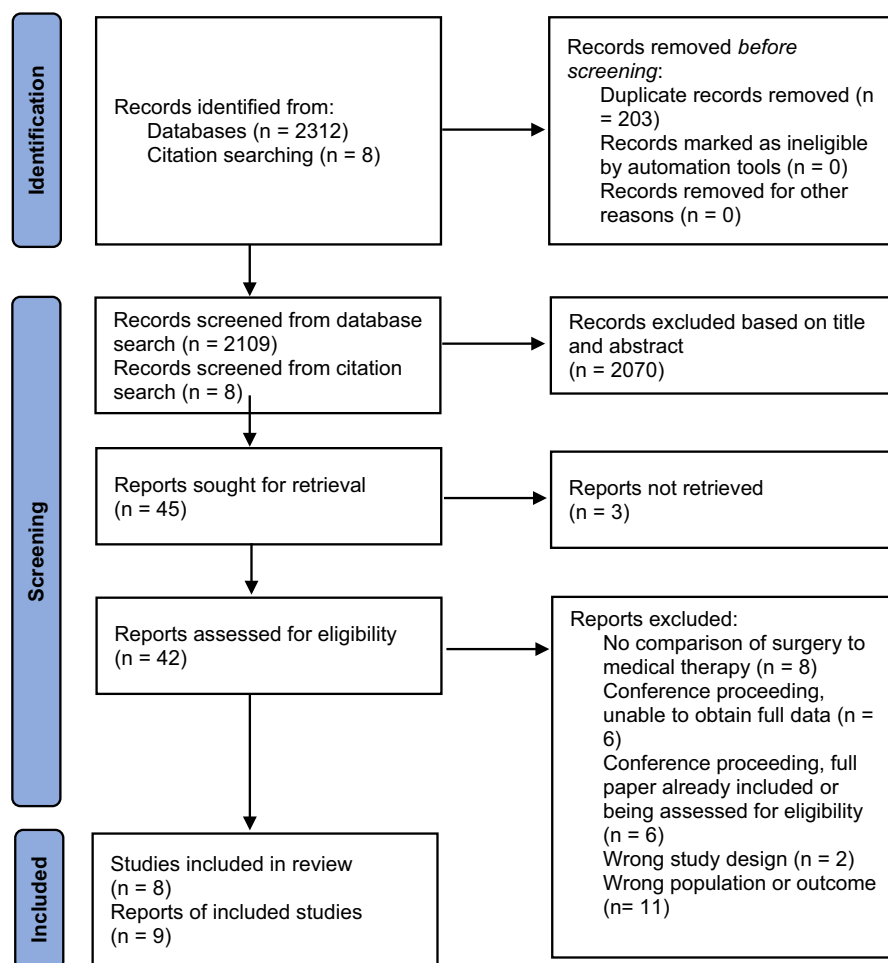 Identification
Records identified from:
Databases (n = 2312)
Citation searching (n = 8)
Records removed before
screening:
Duplicate records removed (n
= 203)
Records marked as ineligible
by automation tools (n = 0)
Records removed for other
reasons (n = 0)
Screening
Records screened from database
search (n = 2109)
Records screened from citation
search (n = 8)
Records excluded based on title
and abstract
(n = 2070)
Reports sought for retrieval
(n = 45)
Reports not retrieved
(n = 3)
Reports assessed for eligibility
(n = 42)
Reports excluded:
No comparison of surgery to
medical therapy (n = 8)
Conference proceeding,
unable to obtain full data (n =
6)
Conference proceeding, full
paper already included or
being assessed for eligibility
(n = 6)
Wrong study design (n = 2)
Wrong population or outcome
(n= 11)
Included
Studies included in review
(n = 8)
Reports of included studies
(n = 9)